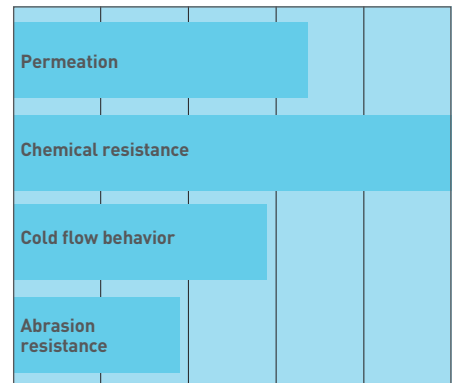 Permeation
Chemical resistance
Cold flow behavior
Abrasion
resistance